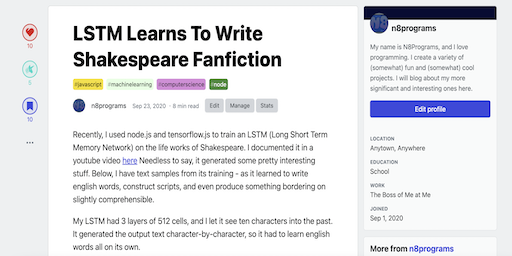 LSTM Learns To Write
Shakespeare Fanfiction
#javascript #machinelearning #computerscience #node
n8programs Sep 23, 2020 · 8 min read Edit Manage Stats
Recently, I used node.js and tensorflow.js to train an LSTM (Long Short Term
Memory Network) on the life works of Shakespeare. I documented it in a
youtube video here Needless to say, it generated some pretty interesting
stuff. Below, I have text samples from its training - as it learned to write
english words, construct scripts, and even produce something bordering on
slightly comprehensible.
My LSTM had 3 layers of 512 cells, and I let it see ten characters into the past.
It generated the output text character-by-character, so it had to learn english
words all on its own.
10
10
n8programs
My name is N8Programs, and I love
programming. I create a variety of
(somewhat) fun and (somewhat) cool
projects. I will blog about my more
significant and interesting ones here.
Edit profile
LOCATION
Anytown, Anywhere
EDUCATION
School
WORK
The Boss of Me at Me
JOINED
Sep 1, 2020
More from n8programs